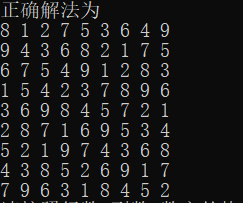 正确解法为
8 1 2 7 5 3 6 4 9
9 4 3 6 8 2 1 7 5
6 7 5 4 9 1 2 8 3
1 5 4 2 3 7 8 9 6
3 6 9 8 4 5 7 2 1
2 8 7 1 6 9 5 3 4
5 2 1 9 7 4 3 6 8
4 3 8 5 2 6 9 1 7
7 9 6 3 1 8 4 5 2